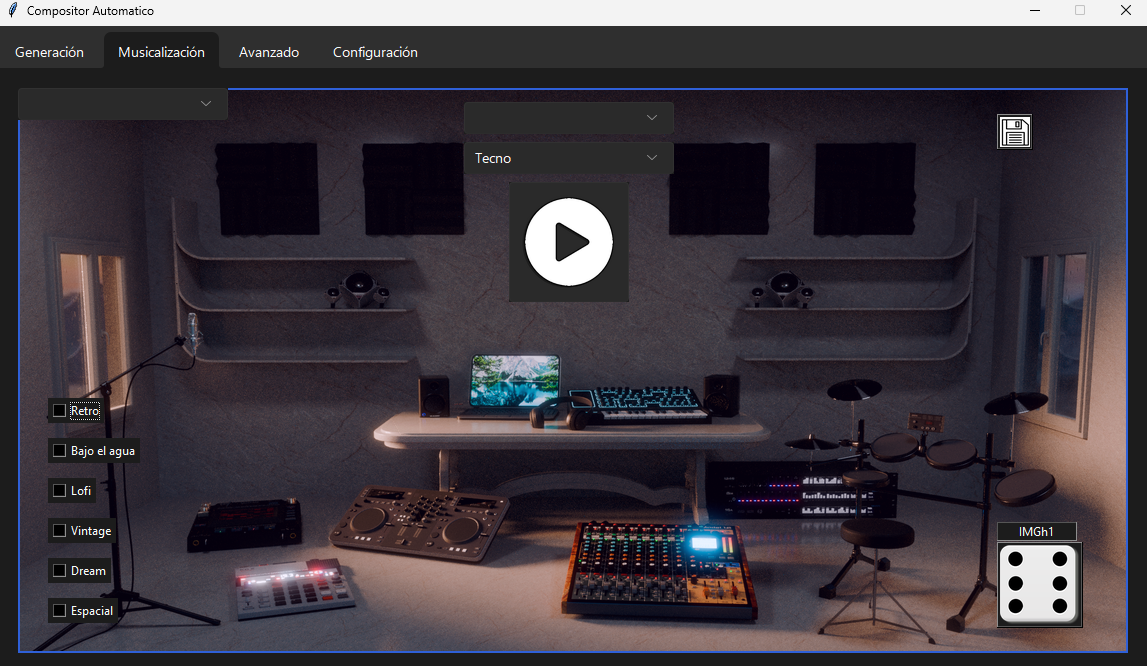 Compositor Automatico
Generación Musicalización Avanzado Configuración
Tecno
Retro
Bajo el agua
Lofi
Vintage
Dream
Espacial
IMGh1